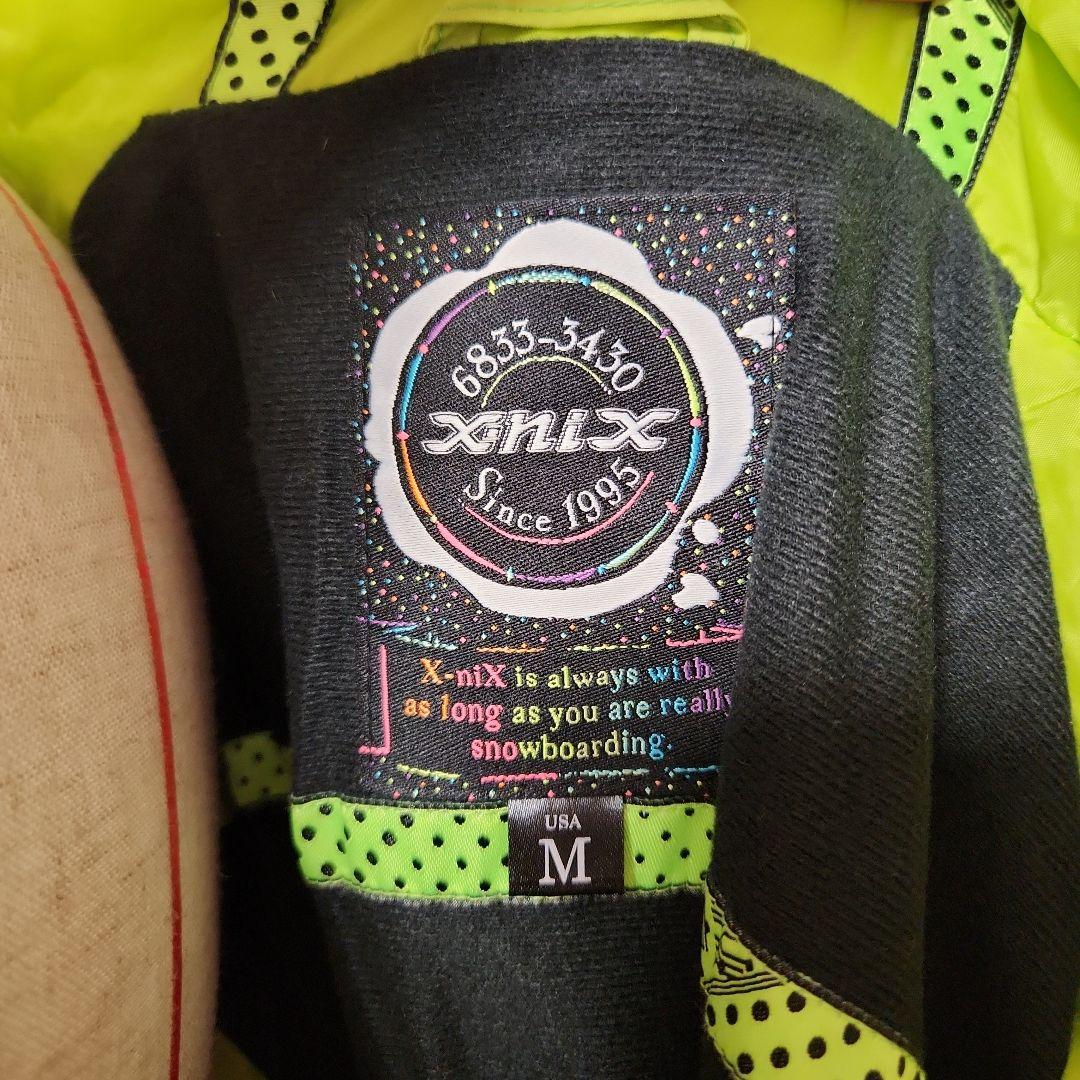 6833-3430
XniX
Since 1995
X-niX is always with
as long as you are really
snowboarding.
USA
M